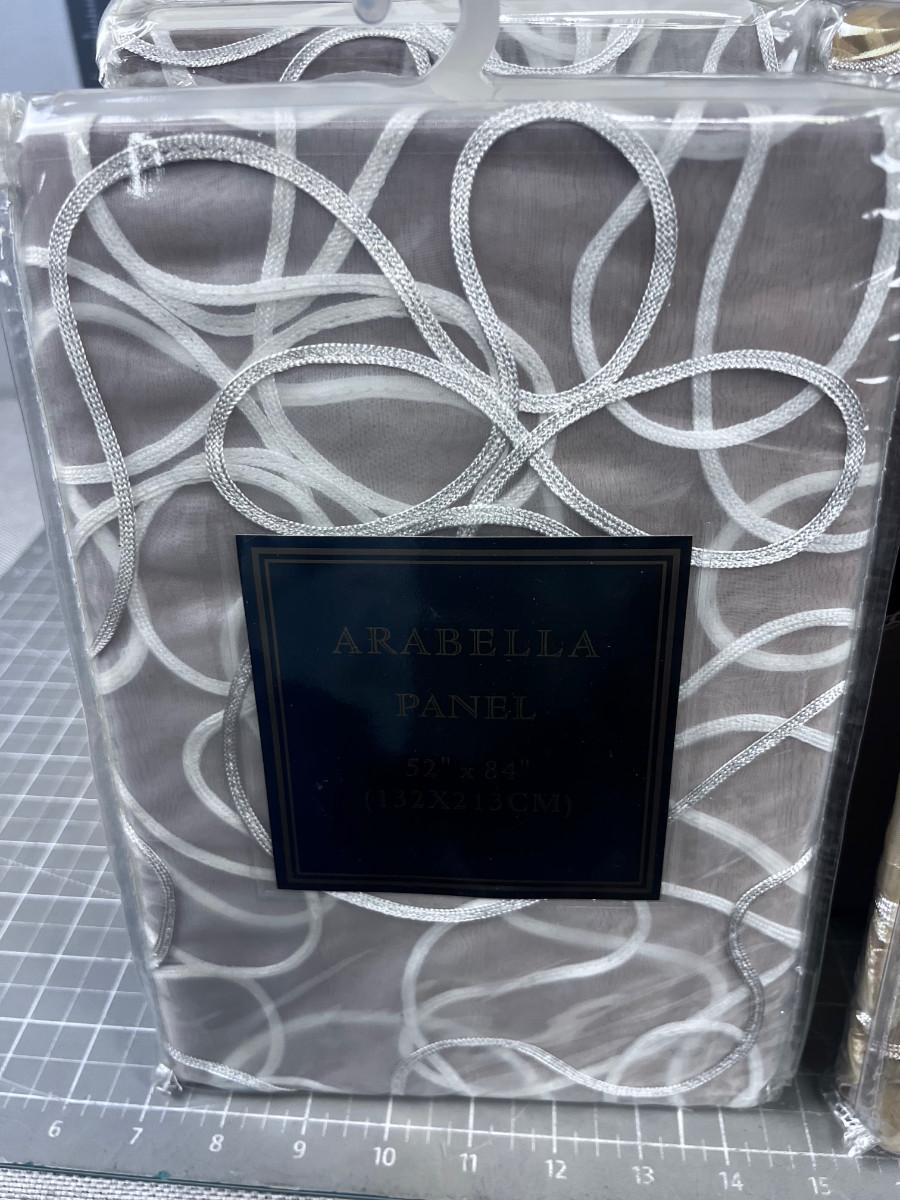 ARABELLA
PANEL
52" x 84"
(132X213CM)
6 7 8 9 10 11 12 13 14 15